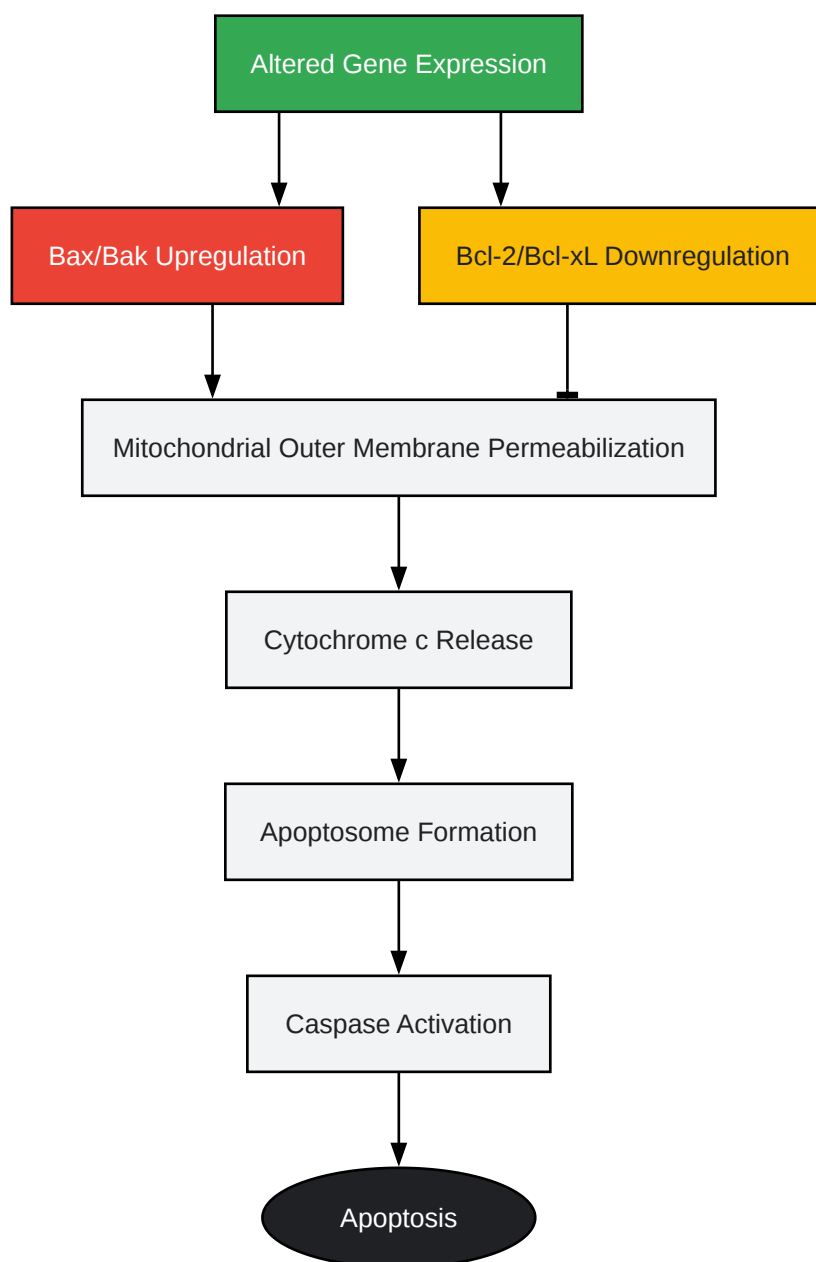 Altered Gene Expression
Bax/Bak Upregulation
Bcl-2/Bcl-xL Downregulation
Mitochondrial Outer Membrane Permeabilization
Cytochrome c Release
Apoptosome Formation
Caspase Activation
Apoptosis